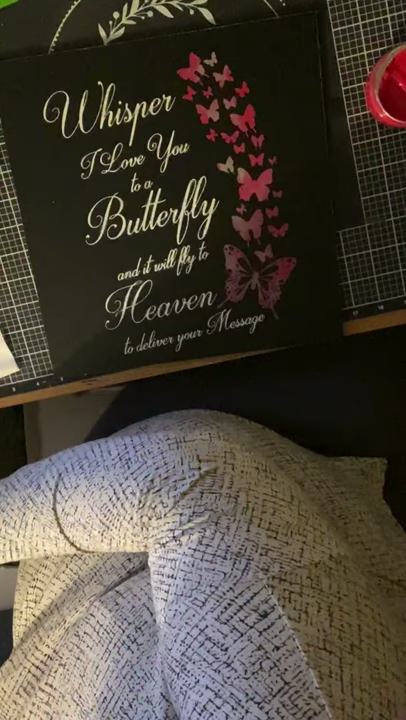 Whisper
I Love You
to a
Butterfly
and it will fly to
Heaven
to deliver your Message